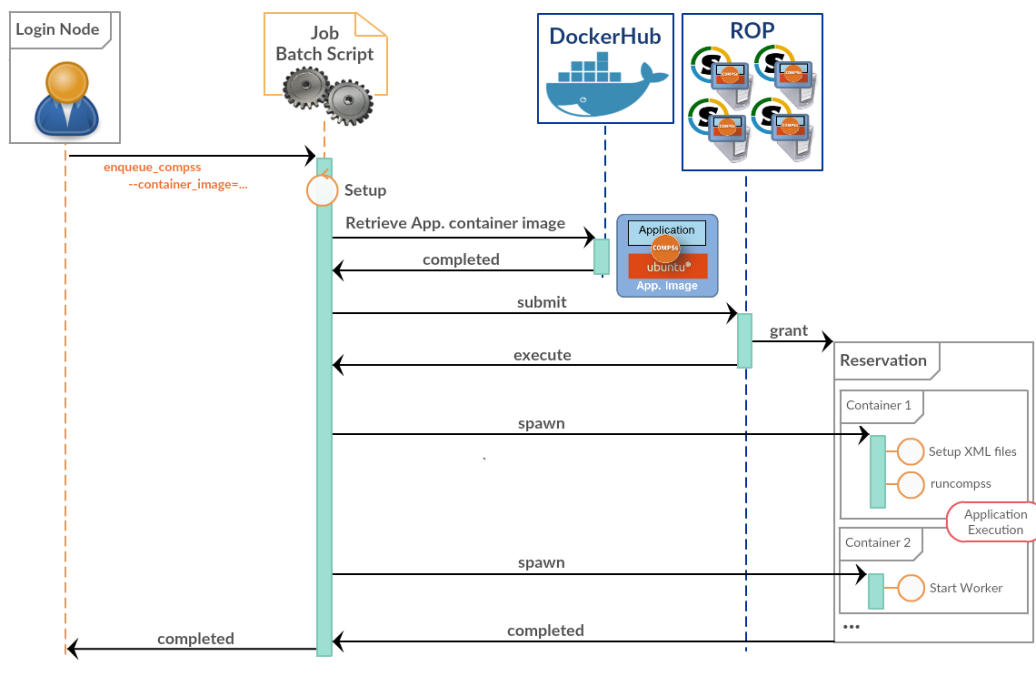 Login Node
Job
Batch Script
DockerHub
ROP
enqueue_compss
--container_image=...
Setup
Retrieve App. container image
completed
Application
COMPSs
ubuntu®
App. Image
submit
grant
execute
Reservation
Container 1
spawn
Setup XML files
runcompss
Application
Execution
Container 2
spawn
Start Worker
...
completed
completed